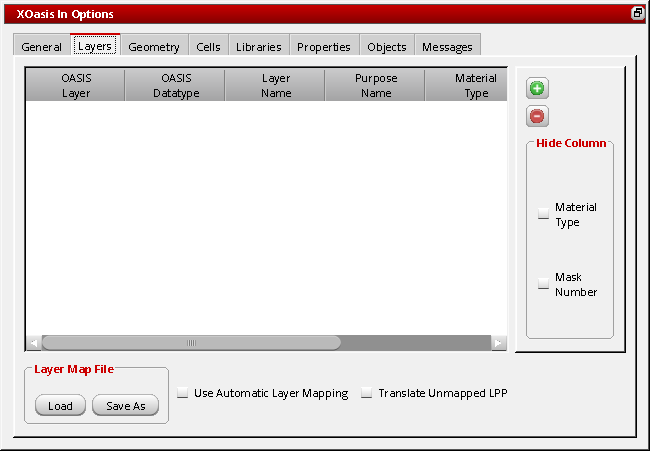 XOasis In Options
General Layers Geometry Cells Libraries Properties Objects Messages
OASIS Layer OASIS Datatype Layer Name Purpose Name Material Type
Hide Column
Material
Type
Mask
Number
Layer Map File
Load Save As
Use Automatic Layer Mapping Translate Unmapped LPP